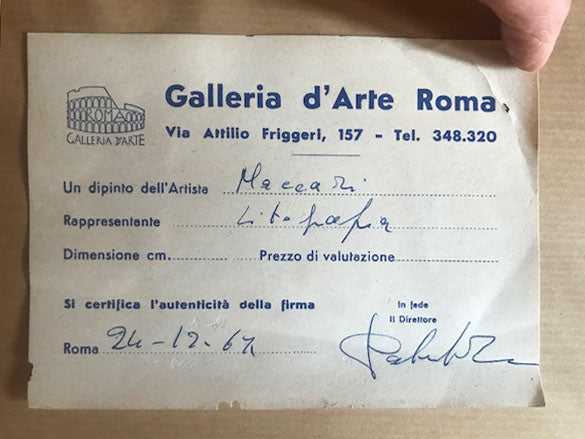 ROMA
GALLERIA D'ARTE
Galleria d'Arte Roma
Via Attilio Friggeri, 157 - Tel. 348.320
Un dipinto dell'Artista Maccari
Rappresentante Litografia
Dimensione cm. Prezzo di valutazione
Si certifica l'autenticità della firma
In fede
Il Direttore
Roma 24-12-67